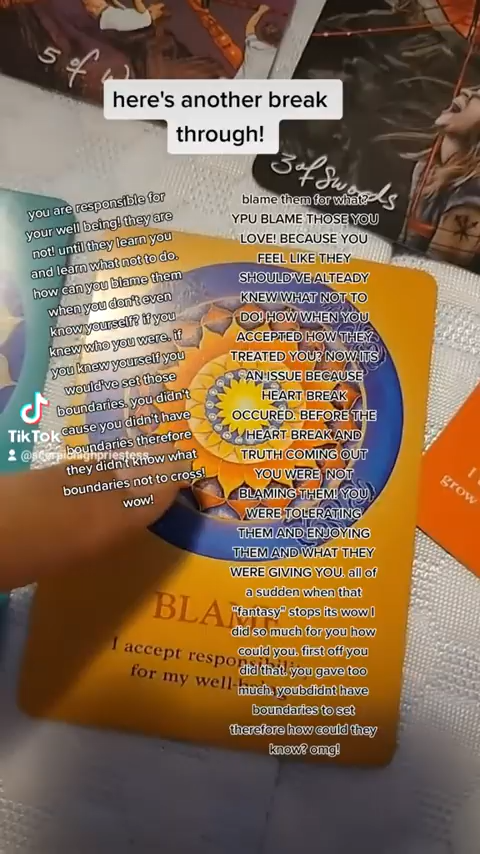 5 of W
here's another break
through!
3 of Swords
you are responsible for
your well being! they are
not! until they learn you
and learn what not to do.
how can you blame them
when you don't even
know yourself? if you
knew who you were. if
you knew yourself you
would've set those
boundaries. you didn't
cause you didn't have
boundaries therefore
they didn't know what
boundaries not to cross!
wow!
blame them for what?
YPU BLAME THOSE YOU
LOVE! BECAUSE YOU
FEEL LIKE THEY
SHOULD'VE ALTEADY
KNEW WHAT NOT TO
DO! HOW WHEN YOU
ACCEPTED HOW THEY
TREATED YOU? NOW ITS
AN ISSUE BECAUSE
HEART BREAK
OCCURED. BEFORE THE
HEART BREAK AND
TRUTH COMING OUT
YOU WERE NOT
BLAMING THEM! YOU
WERE TOLERATING
THEM AND ENJOYING
THEM AND WHAT THEY
WERE GIVING YOU. all of
a sudden when that
"fantasy" stops its wow I
did so much for you how
could you. first off you
did that. you gave too
much. youbdidnt have
boundaries to set
therefore how could they
know? omg!
TikTok
BLAME
I accept responsibility
for my well-being
I
grow